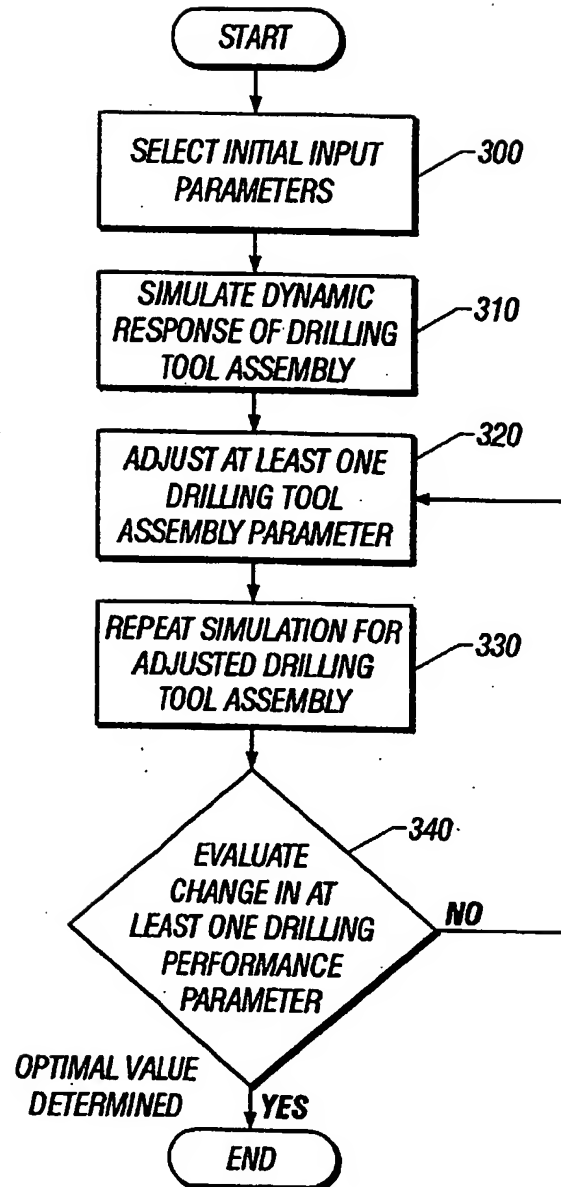 START
SELECT INITIAL INPUT
PARAMETERS
300
SIMULATE DYNAMIC
RESPONSE OF DRILLING
TOOL ASSEMBLY
310
ADJUST AT LEAST ONE
DRILLING TOOL
ASSEMBLY PARAMETER
320
REPEAT SIMULATION FOR
ADJUSTED DRILLING
TOOL ASSEMBLY
330
EVALUATE
CHANGE IN AT
LEAST ONE DRILLING
PERFORMANCE
PARAMETER
340
NO
OPTIMAL VALUE
DETERMINED
YES
END